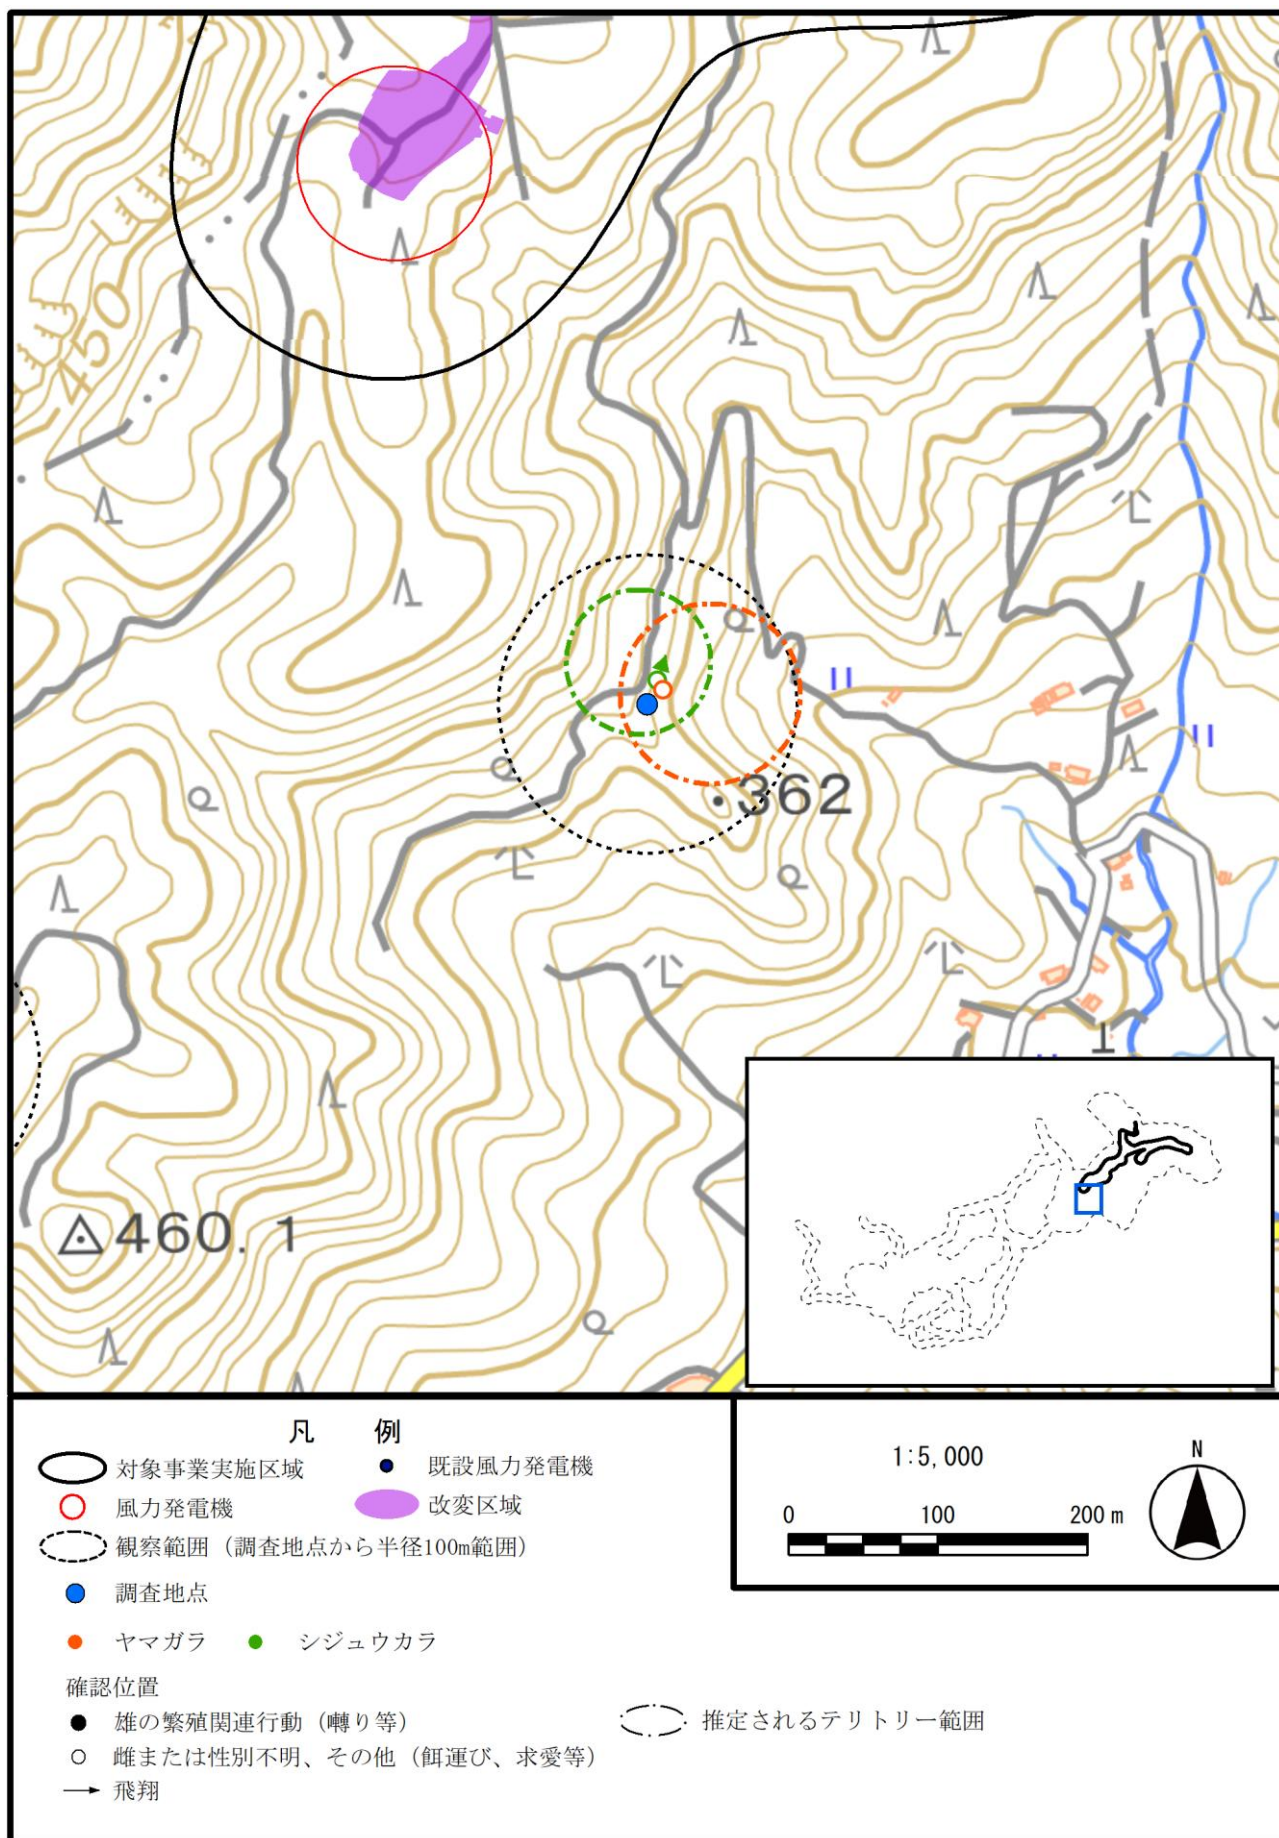 450
362
460.1
凡 例
対象事業実施区域
既設風力発電機
風力発電機
改変区域
観察範囲（調査地点から半径100m範囲）
調査地点
ヤマガラ
シジュウカラ
確認位置
雄の繁殖関連行動（囀り等）
推定されるテリトリー範囲
雌または性別不明、その他（餌運び、求愛等）
飛翔
1:5,000
0 100 200 m
N